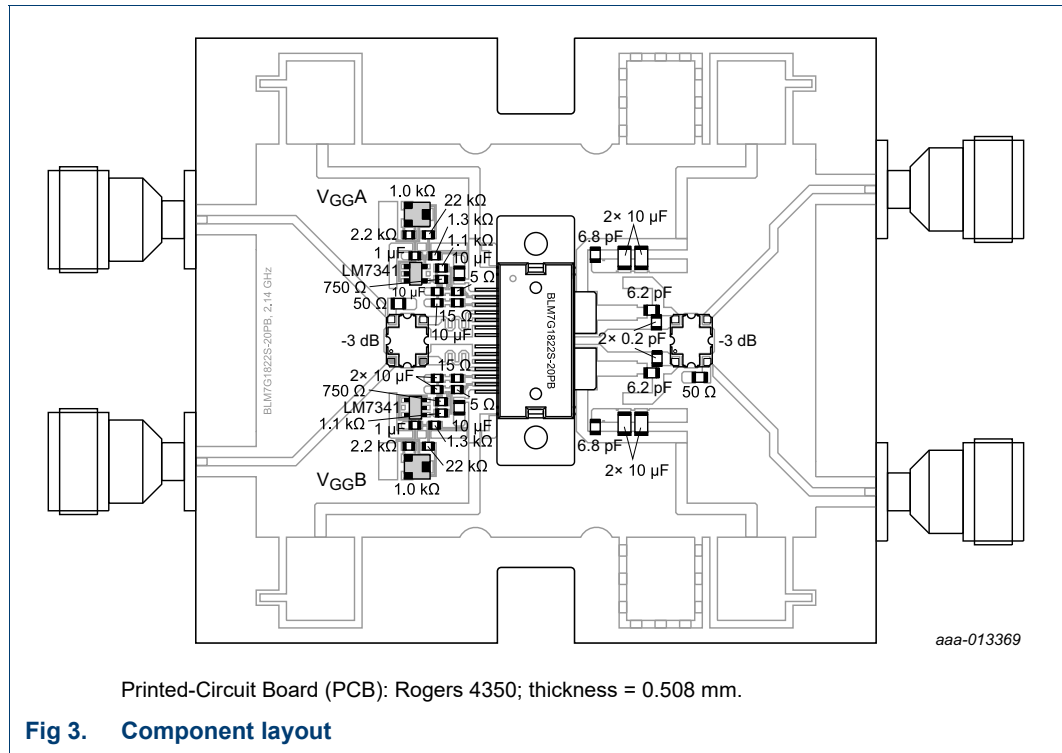 VGGA
1.0 kΩ
22 kΩ
1.3 kΩ
1.1 kΩ
2.2 kΩ
1 μF
10 μF
LM7341
750 Ω
5 Ω
10 μF
50 Ω
15 Ω
10 μF
-3 dB
15 Ω
2× 10 μF
750 Ω
5 Ω
LM7341
1.1 kΩ
10 μF
1 μF
1.3 kΩ
2.2 kΩ
22 kΩ
VGGB
1.0 kΩ
BLM7G1822S-20PB, 2.14 GHz
BLM7G1822S-20PB
2× 10 μF
6.8 pF
6.2 pF
2× 0.2 pF
-3 dB
6.2 pF
50 Ω
6.8 pF
2× 10 μF
aaa-013369
Printed-Circuit Board (PCB): Rogers 4350; thickness = 0.508 mm.
Fig 3. Component layout